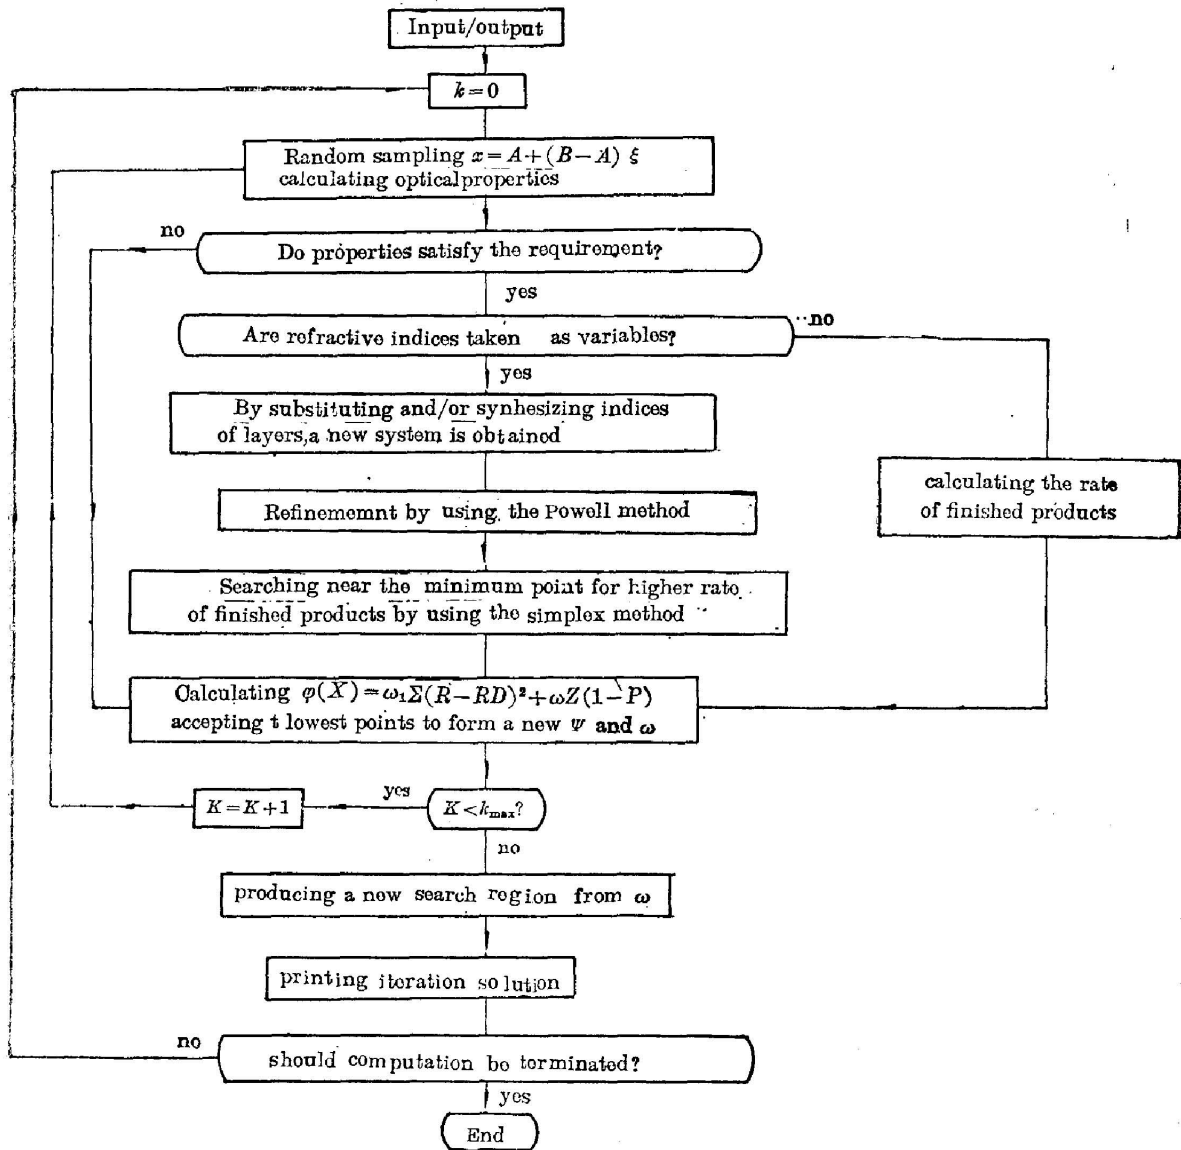 Input/output
k=0
Random sampling x=A+(B-A) ξ
calculating opticalproperties
no
Do properties satisfy the requirement?
yes
Are refractive indices taken as variables?
no
yes
By substituting and/or synhesizing indices
of layers, a new system is obtained
calculating the rate
of finished products
Refinememnt by using the Powell method
Searching near the minimum point for higher rate
of finished products by using the simplex method
Calculating φ(X)=ω₁Σ(R-RD)²+ωZ(1-P)
accepting t lowest points to form a new Ψ and ω
K=K+1
yes
K<k_max?
no
producing a new search region from ω
printing iteration solution
no
should computation be terminated?
yes
End